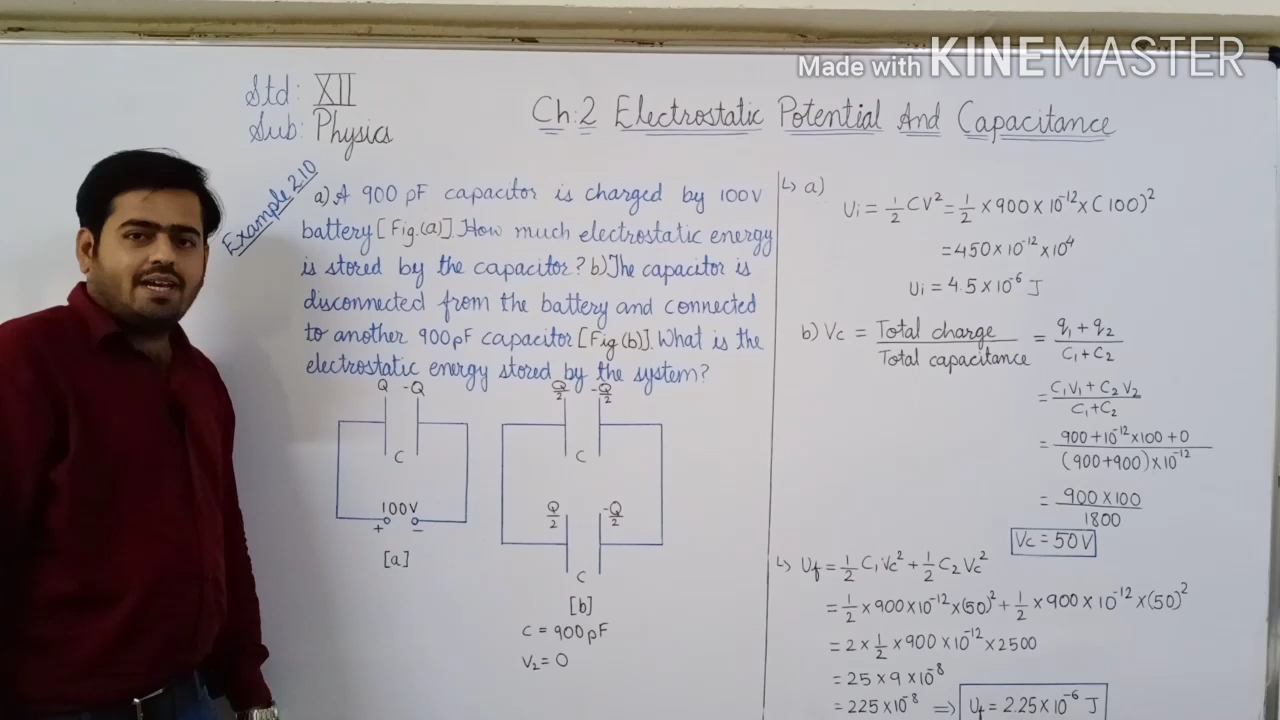 Made with KINEMASTER
Std: XII
Sub: Physics
Ch:2 Electrostatic Potential And Capacitance
Example 2.10
a) A 900 pF capacitor is charged by 100V
battery [Fig.(a)]. How much electrostatic energy
is stored by the capacitor? b) The capacitor is
disconnected from the battery and connected
to another 900pF capacitor [Fig(b)]. What is the
electrostatic energy stored by the system?
Q -Q
C
100V
+ −
[a]
Q/2 -Q/2
C
Q/2 -Q/2
C
[b]
C = 900pF
V₂ = 0
↳ a)
Ui = 1/2 CV² = 1/2 × 900 × 10⁻¹² × (100)²
= 450 × 10⁻¹² × 10⁴
Ui = 4.5 × 10⁻⁶ J
b) Vc = Total charge / Total capacitance = q₁ + q₂ / C₁ + C₂
= C₁V₁ + C₂V₂ / C₁ + C₂
= 900 + 10⁻¹² × 100 + 0 / (900 + 900) × 10⁻¹²
= 900 × 100 / 1800
Vc = 50V
↳ Uf = 1/2 C₁Vc² + 1/2 C₂Vc²
= 1/2 × 900 × 10⁻¹² × (50)² + 1/2 × 900 × 10⁻¹² × (50)²
= 2 × 1/2 × 900 × 10⁻¹² × 2500
= 25 × 9 × 10⁻⁸
= 225 × 10⁻⁸ ⇒ Uf = 2.25 × 10⁻⁶ J